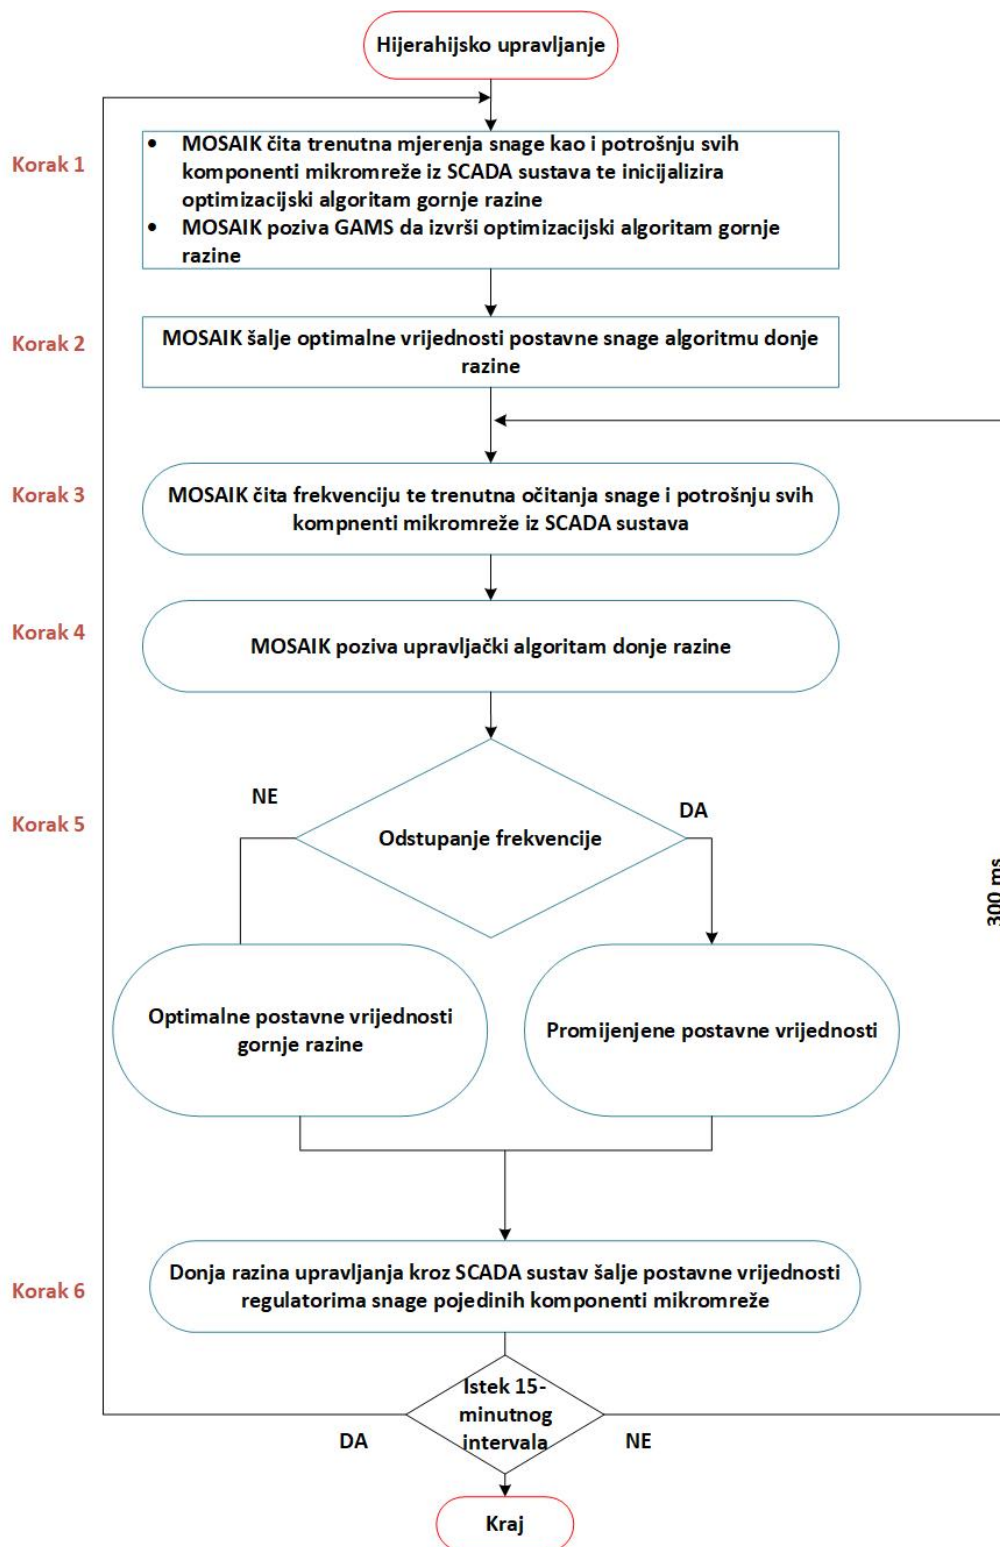 Hijerahijsko upravljanje
Korak 1
• MOSAIK čita trenutna mjerenja snage kao i potrošnju svih
komponenti mikromreže iz SCADA sustava te inicijalizira
optimizacijski algoritam gornje razine
• MOSAIK poziva GAMS da izvrši optimizacijski algoritam gornje
razine
Korak 2
MOSAIK šalje optimalne vrijednosti postavne snage algoritmu donje
razine
Korak 3
MOSAIK čita frekvenciju te trenutna očitanja snage i potrošnju svih
kompnenti mikromreže iz SCADA sustava
Korak 4
MOSAIK poziva upravljački algoritam donje razine
Korak 5
NE
DA
Odstupanje frekvencije
300 ms
Optimalne postavne vrijednosti
gornje razine
Promijenjene postavne vrijednosti
Korak 6
Donja razina upravljanja kroz SCADA sustav šalje postavne vrijednosti
regulatorima snage pojedinih komponenti mikromreže
Istek 15-
minutnog
intervala
DA
NE
Kraj